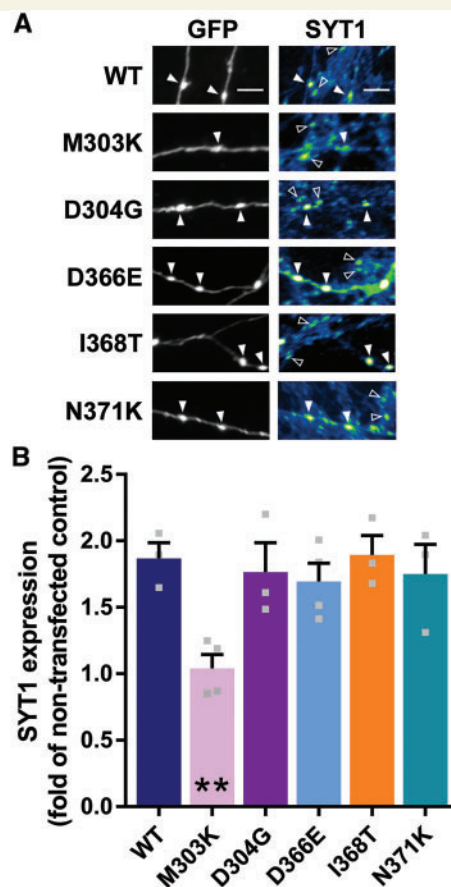 A
GFP SYT1
WT
M303K
D304G
D366E
I368T
N371K
B
SYT1 expression
(fold of non-transfected control)
2.5
2.0
1.5
1.0
0.5
0.0
**
WT M303K D304G D366E I368T N371K